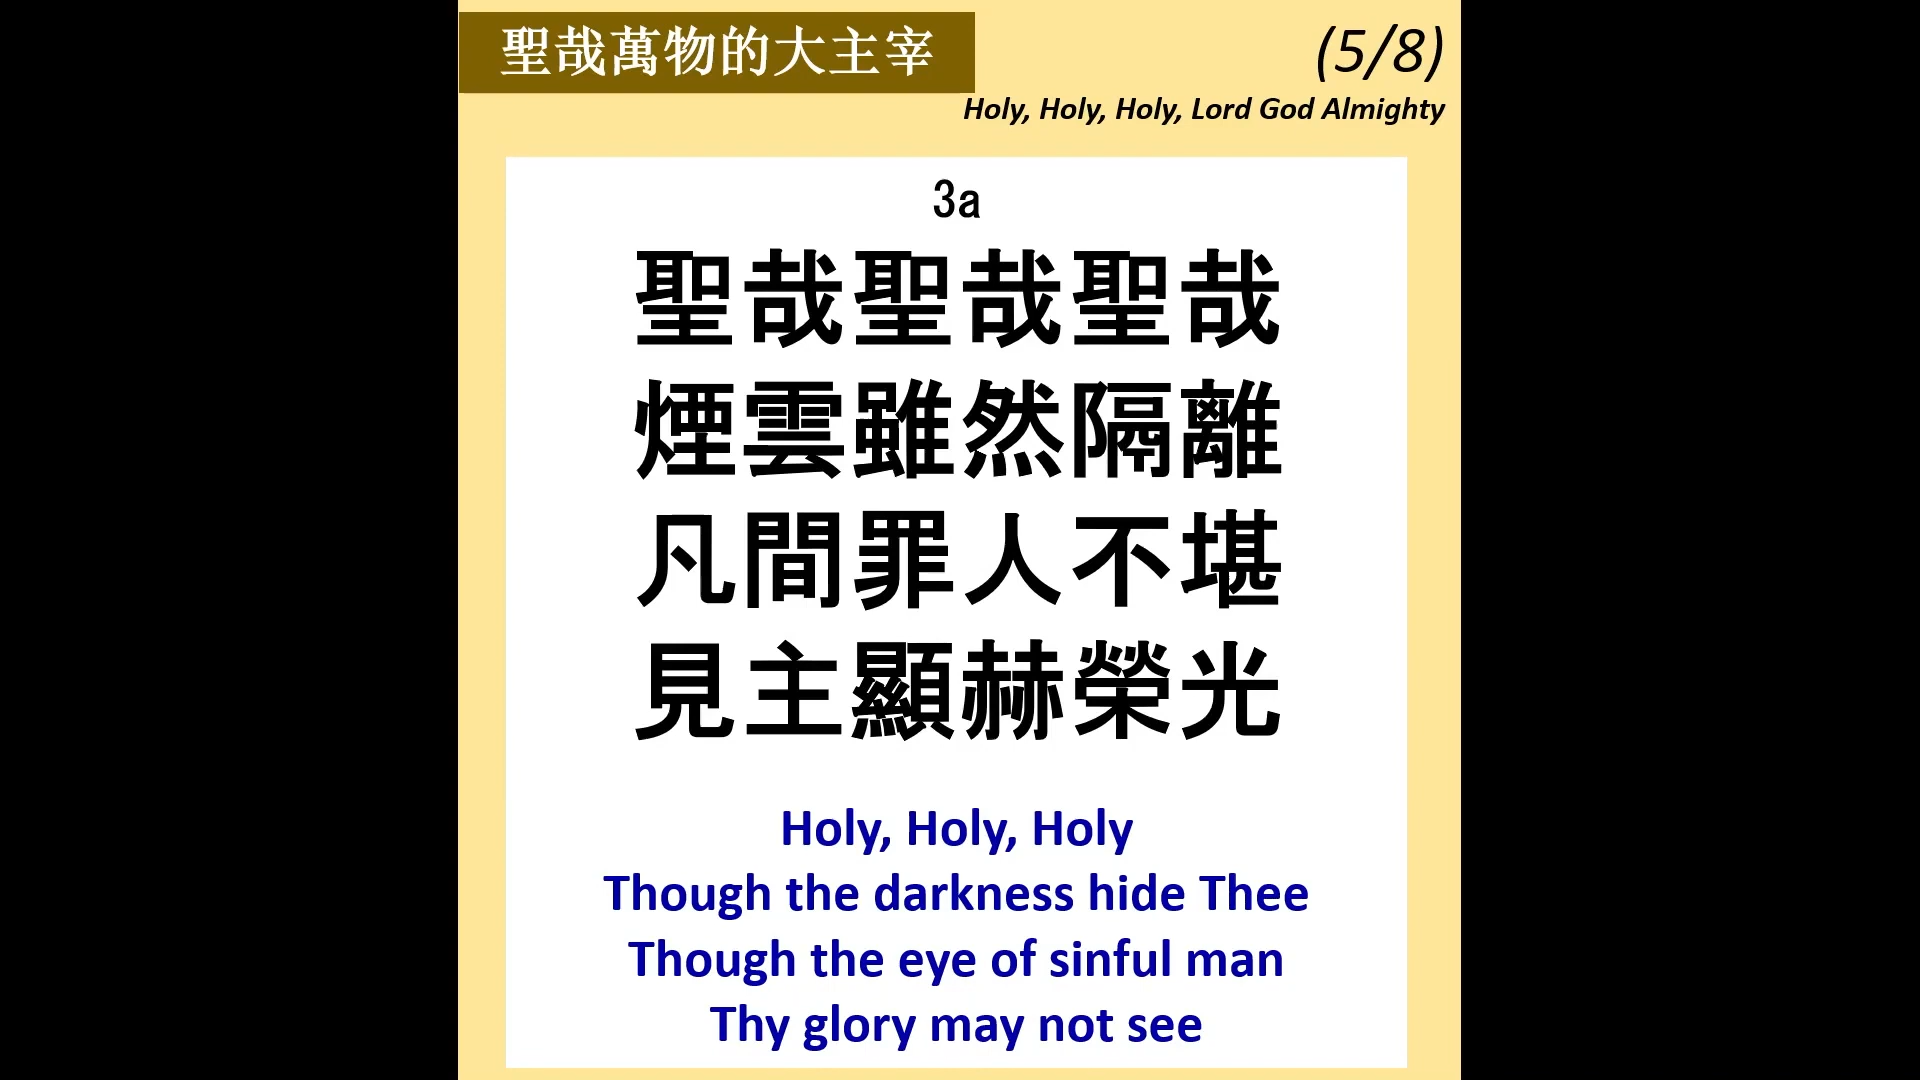 聖哉萬物的大主宰
(5/8)
Holy, Holy, Holy, Lord God Almighty
3a
聖哉聖哉聖哉
煙雲雖然隔離
凡間罪人不堪
見主顯赫榮光
Holy, Holy, Holy
Though the darkness hide Thee
Though the eye of sinful man
Thy glory may not see